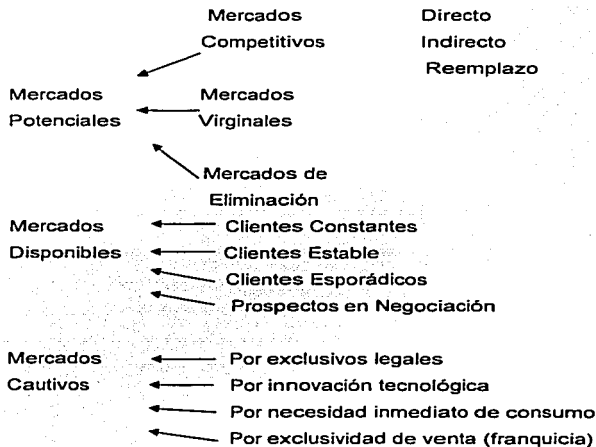 Mercados Directo
Competitivos Indirecto
Reemplazo
Mercados Mercados
Potenciales Virginales
Mercados de
Eliminación
Mercados Clientes Constantes
Disponibles Clientes Estable
Clientes Esporádicos
Prospectos en Negociación
Mercados Por exclusivos legales
Cautivos Por innovación tecnológica
Por necesidad inmediato de consumo
Por exclusividad de venta (franquicia)